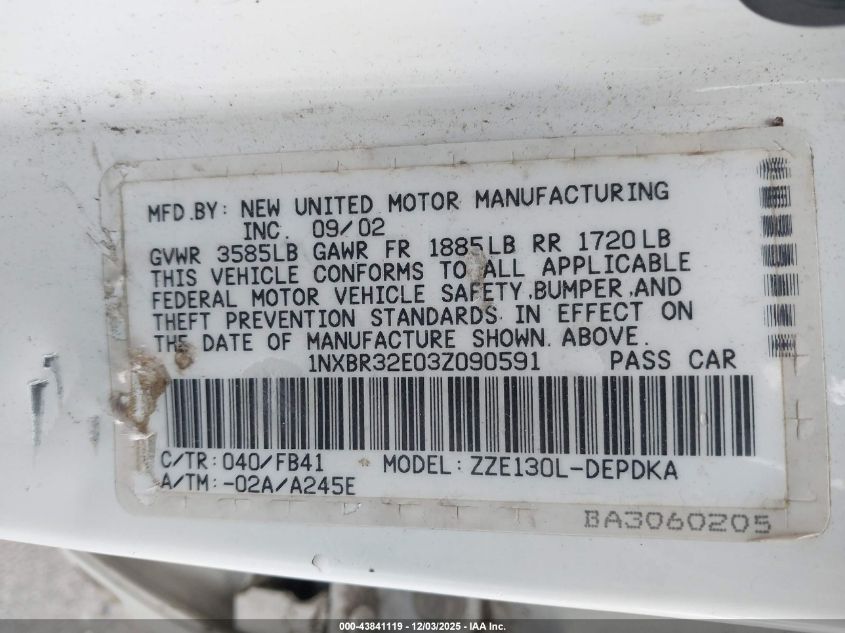 MFD.BY: NEW UNITED MOTOR MANUFACTURING
INC. 09/02
GVWR 3585LB GAWR FR 1885LB RR 1720LB
THIS VEHICLE CONFORMS TO ALL APPLICABLE
FEDERAL MOTOR VEHICLE SAFETY,BUMPER,AND
THEFT PREVENTION STANDARDS IN EFFECT ON
THE DATE OF MANUFACTURE SHOWN ABOVE.
1NXBR32E03Z090591 PASS CAR
C/TR: 040/FB41 MODEL: ZZE130L-DEPDKA
A/TM: -02A/A245E
BA3060205
000-43841119 - 12/03/2025 - IAA Inc.